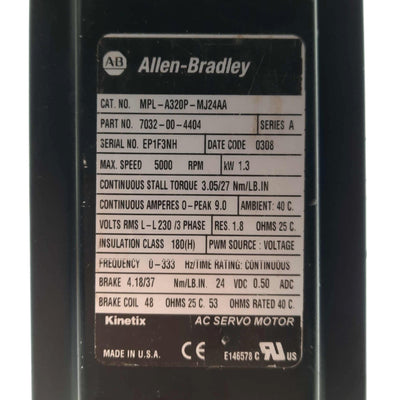 AB Allen-Bradley
CAT. NO. MPL-A320P-MJ24AA
PART NO. 7032-00-4404 SERIES A
SERIAL NO. EP1F3NH DATE CODE 0308
MAX. SPEED 5000 RPM kW 1.3
CONTINUOUS STALL TORQUE 3.05/27 Nm/LB.IN
CONTINUOUS AMPERES 0-PEAK 9.0 AMBIENT: 40 C.
VOLTS RMS L-L 230 /3 PHASE RES. 1.8 OHMS 25 C.
INSULATION CLASS 180(H) PWM SOURCE : VOLTAGE
FREQUENCY 0-333 Hz/TIME RATING: CONTINUOUS
BRAKE 4.18/37 Nm/LB.IN. 24 VDC 0.50 ADC
BRAKE COIL 48 OHMS 25 C. 53 OHMS RATED 40 C.
Kinetix AC SERVO MOTOR
MADE IN U.S.A. CE E146578 C RU US